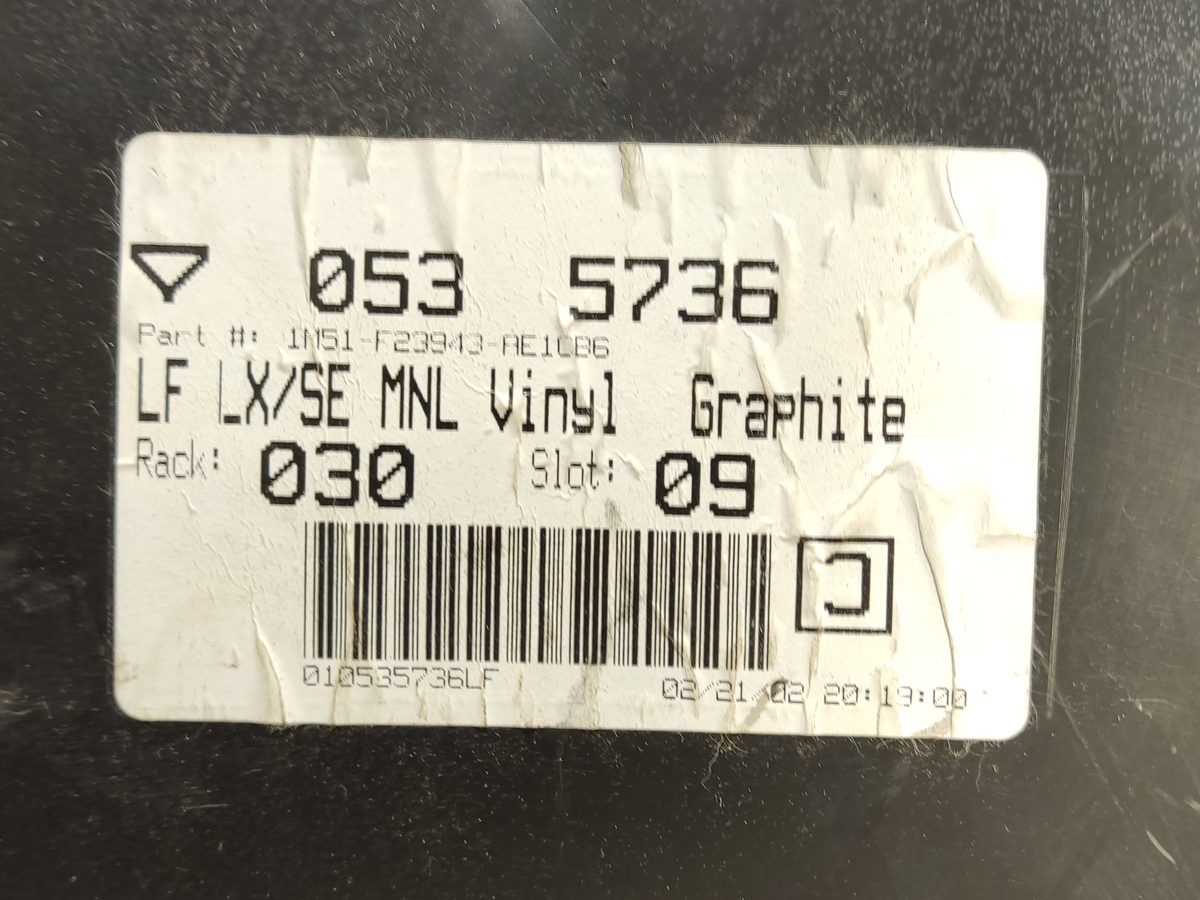 053 5736
Part #: 1M51-F23943-AE1CB6
LF LX/SE MNL Vinyl Graphite
Rack: 030 Slot: 09
010535736LF
02/21/02 20:19:00